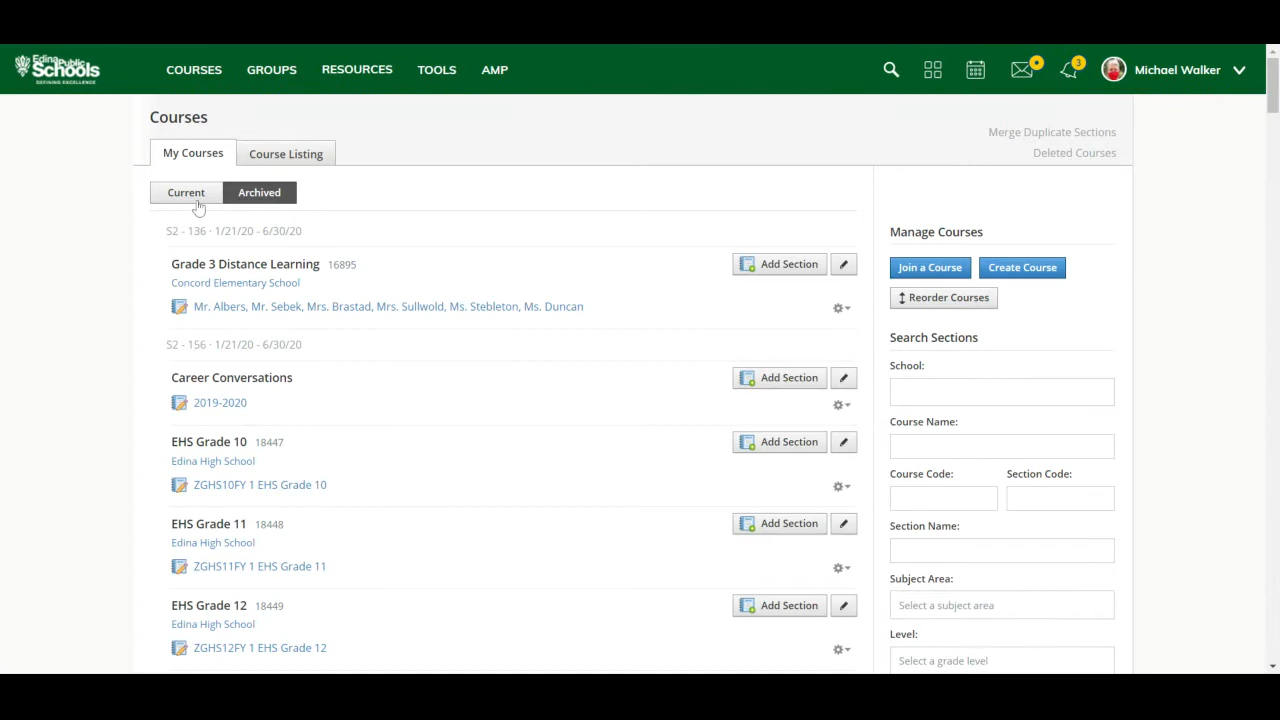 Edina Public
Schools
DEFINING EXCELLENCE
COURSES GROUPS RESOURCES TOOLS AMP
3
Michael Walker
Courses
Merge Duplicate Sections
Deleted Courses
My Courses Course Listing
Current Archived
S2 - 136 · 1/21/20 - 6/30/20
Grade 3 Distance Learning 16895
Add Section
Concord Elementary School
Mr. Albers, Mr. Sebek, Mrs. Brastad, Mrs. Sullwold, Ms. Stebleton, Ms. Duncan
S2 - 156 · 1/21/20 - 6/30/20
Career Conversations
Add Section
2019-2020
EHS Grade 10 18447
Add Section
Edina High School
ZGHS10FY 1 EHS Grade 10
EHS Grade 11 18448
Add Section
Edina High School
ZGHS11FY 1 EHS Grade 11
EHS Grade 12 18449
Add Section
Edina High School
ZGHS12FY 1 EHS Grade 12
Manage Courses
Join a Course Create Course
Reorder Courses
Search Sections
School:
Course Name:
Course Code: Section Code:
Section Name:
Subject Area:
Select a subject area
Level:
Select a grade level